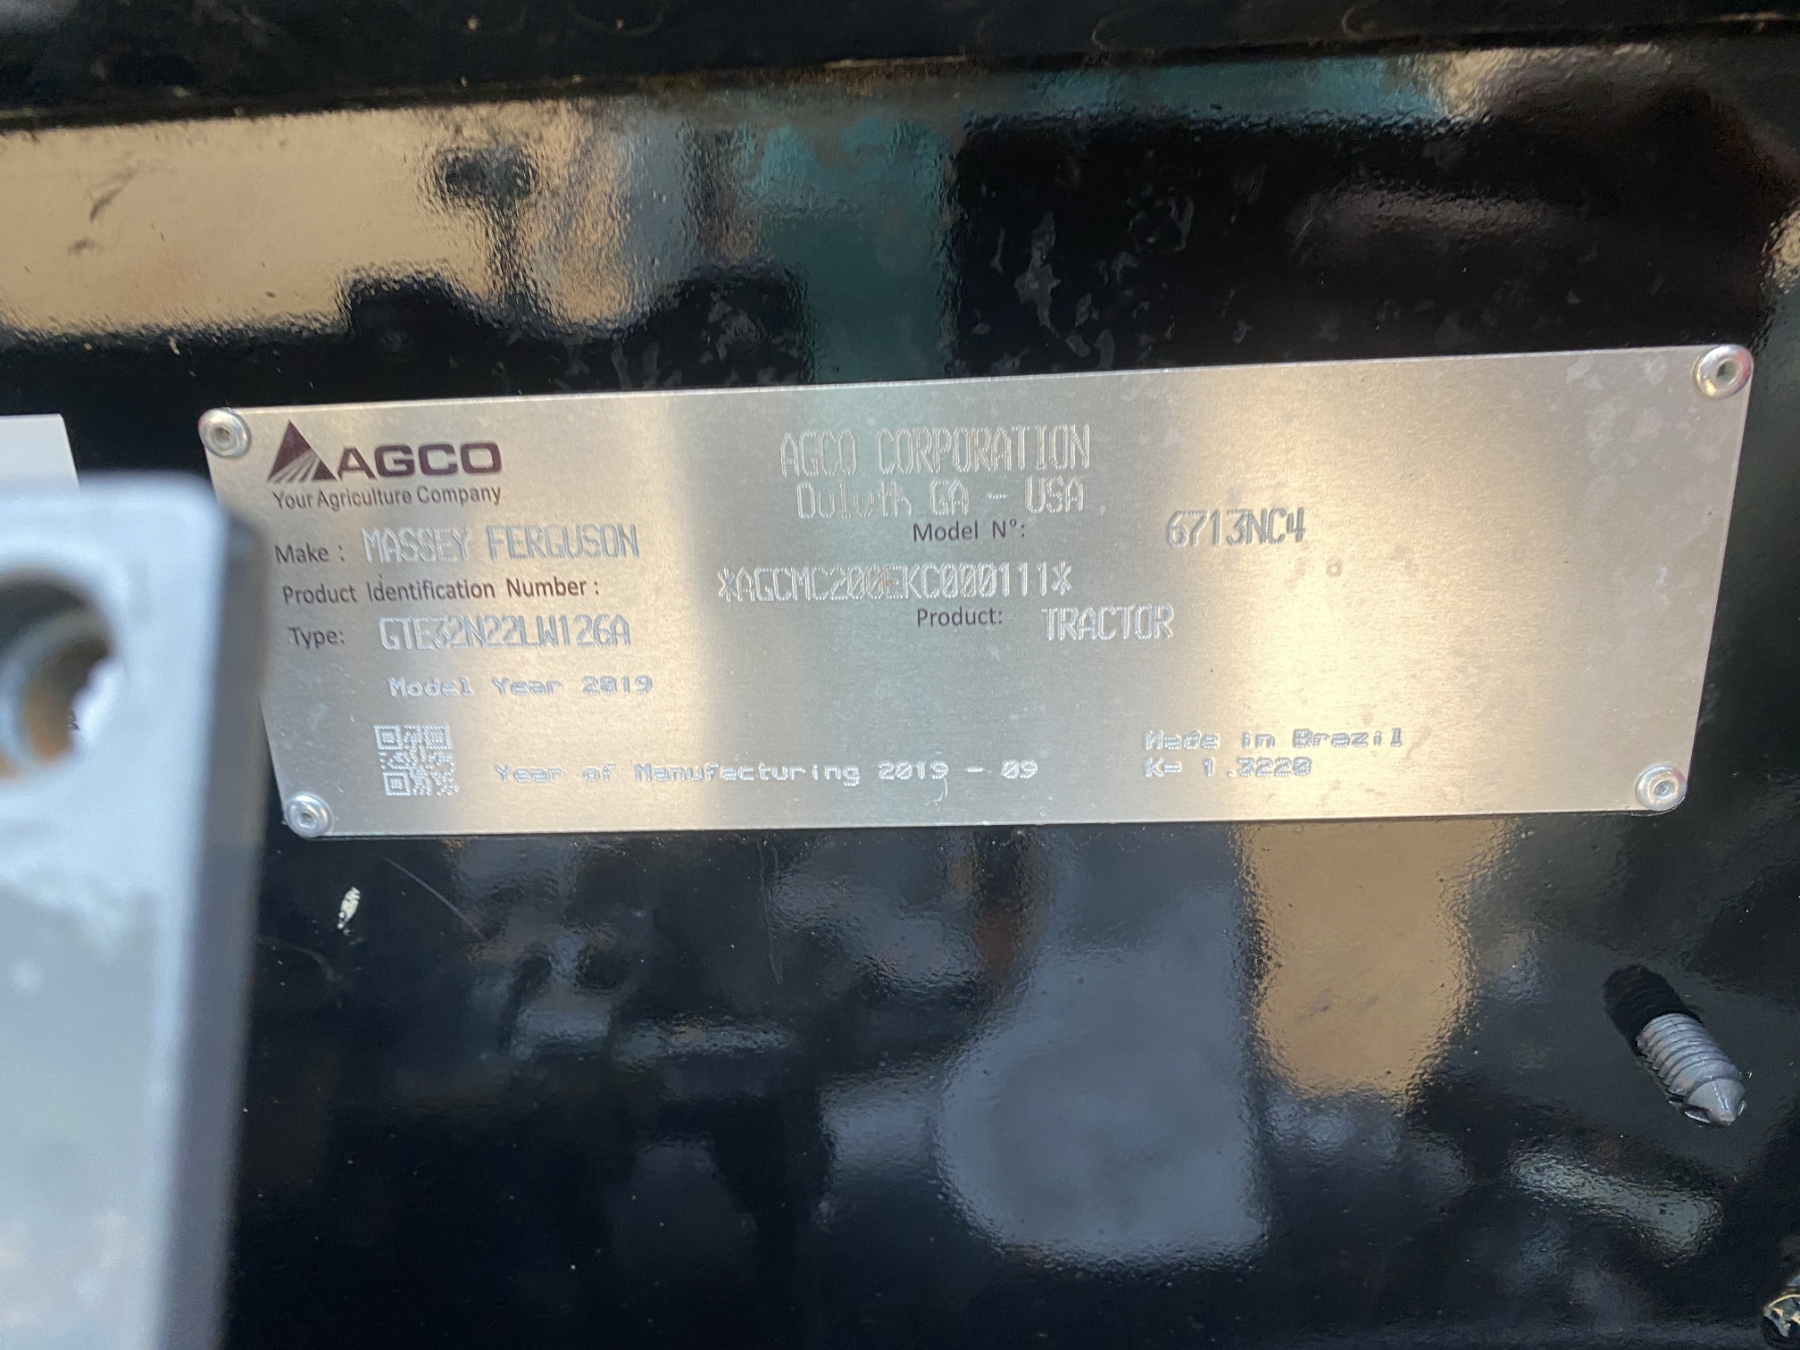 AGCO
Your Agriculture Company
AGCO CORPORATION
Duluth GA - USA
Make : MASSEY FERGUSON
Model N°: 6713NC4
Product Identification Number : *AGCMC200EKC000111*
Type: GTE32N22LW126A
Product: TRACTOR
Model Year 2019
Made in Brazil
Year of Manufacturing 2019 - 09
K= 1.3220